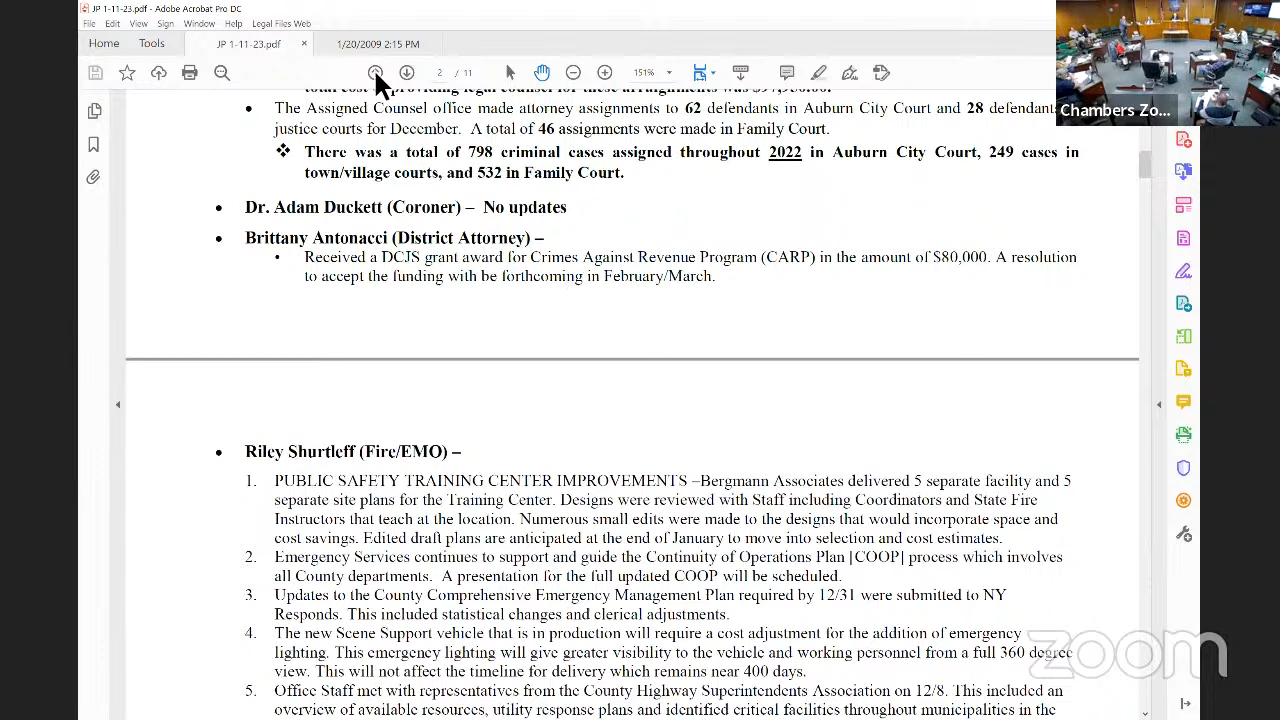 JP 1-11-23.pdf - Adobe Acrobat Pro DC
File Edit View Sign Window Help Legal Files Web
Home Tools JP 1-11-23.pdf × 1/20/2009 2:15 PM
2 / 11 151%
Chambers Zo...
providing legal counsel for these arraignments was
The Assigned Counsel office made attorney assignments to 62 defendants in Auburn City Court and 28 defendants
justice courts for December. A total of 46 assignments were made in Family Court.
❖ There was a total of 798 criminal cases assigned throughout 2022 in Auburn City Court, 249 cases in
town/village courts, and 532 in Family Court.
• Dr. Adam Duckett (Coroner) – No updates
• Brittany Antonacci (District Attorney) –
• Received a DCJS grant award for Crimes Against Revenue Program (CARP) in the amount of $80,000. A resolution
to accept the funding with be forthcoming in February/March.
• Riley Shurtleff (Fire/EMO) –
1. PUBLIC SAFETY TRAINING CENTER IMPROVEMENTS –Bergmann Associates delivered 5 separate facility and 5
separate site plans for the Training Center. Designs were reviewed with Staff including Coordinators and State Fire
Instructors that teach at the location. Numerous small edits were made to the designs that would incorporate space and
cost savings. Edited draft plans are anticipated at the end of January to move into selection and cost estimates.
2. Emergency Services continues to support and guide the Continuity of Operations Plan [COOP] process which involves
all County departments. A presentation for the full updated COOP will be scheduled.
3. Updates to the County Comprehensive Emergency Management Plan required by 12/31 were submitted to NY
Responds. This included statistical changes and clerical adjustments.
4. The new Scene Support vehicle that is in production will require a cost adjustment for the addition of emergency
lighting. This emergency lighting will give greater visibility to the vehicle and working personnel from a full 360 degree
view. This will not affect the timeline for delivery which remains near 400 days.
5. Office Staff met with representatives from the County Highway Superintendents Association on 12/8. This included an
overview of available resources, utility response plans and identified critical facilities throughout municipalities in the
zoom